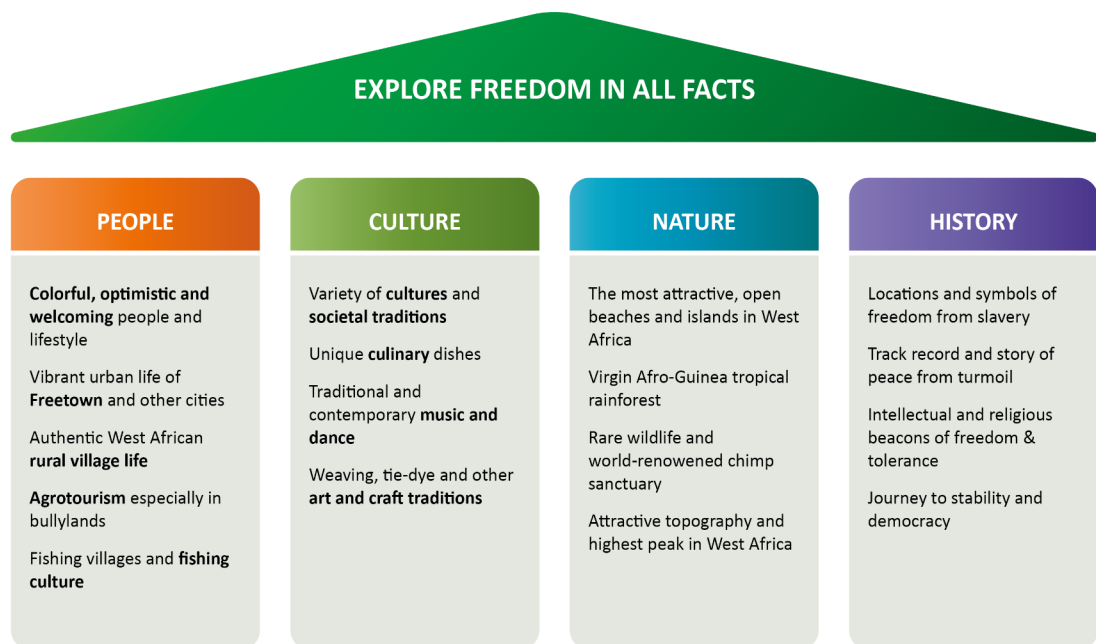 EXPLORE FREEDOM IN ALL FACTS
PEOPLE
Colorful, optimistic and
welcoming people and
lifestyle
Vibrant urban life of
Freetown and other cities
Authentic West African
rural village life
Agrotourism especially in
bullylands
Fishing villages and fishing
culture
CULTURE
Variety of cultures and
societal traditions
Unique culinary dishes
Traditional and
contemporary music and
dance
Weaving, tie-dye and other
art and craft traditions
NATURE
The most attractive, open
beaches and islands in West
Africa
Virgin Afro-Guinea tropical
rainforest
Rare wildlife and
world-renowened chimp
sanctuary
Attractive topography and
highest peak in West Africa
HISTORY
Locations and symbols of
freedom from slavery
Track record and story of
peace from turmoil
Intellectual and religious
beacons of freedom &
tolerance
Journey to stability and
democracy